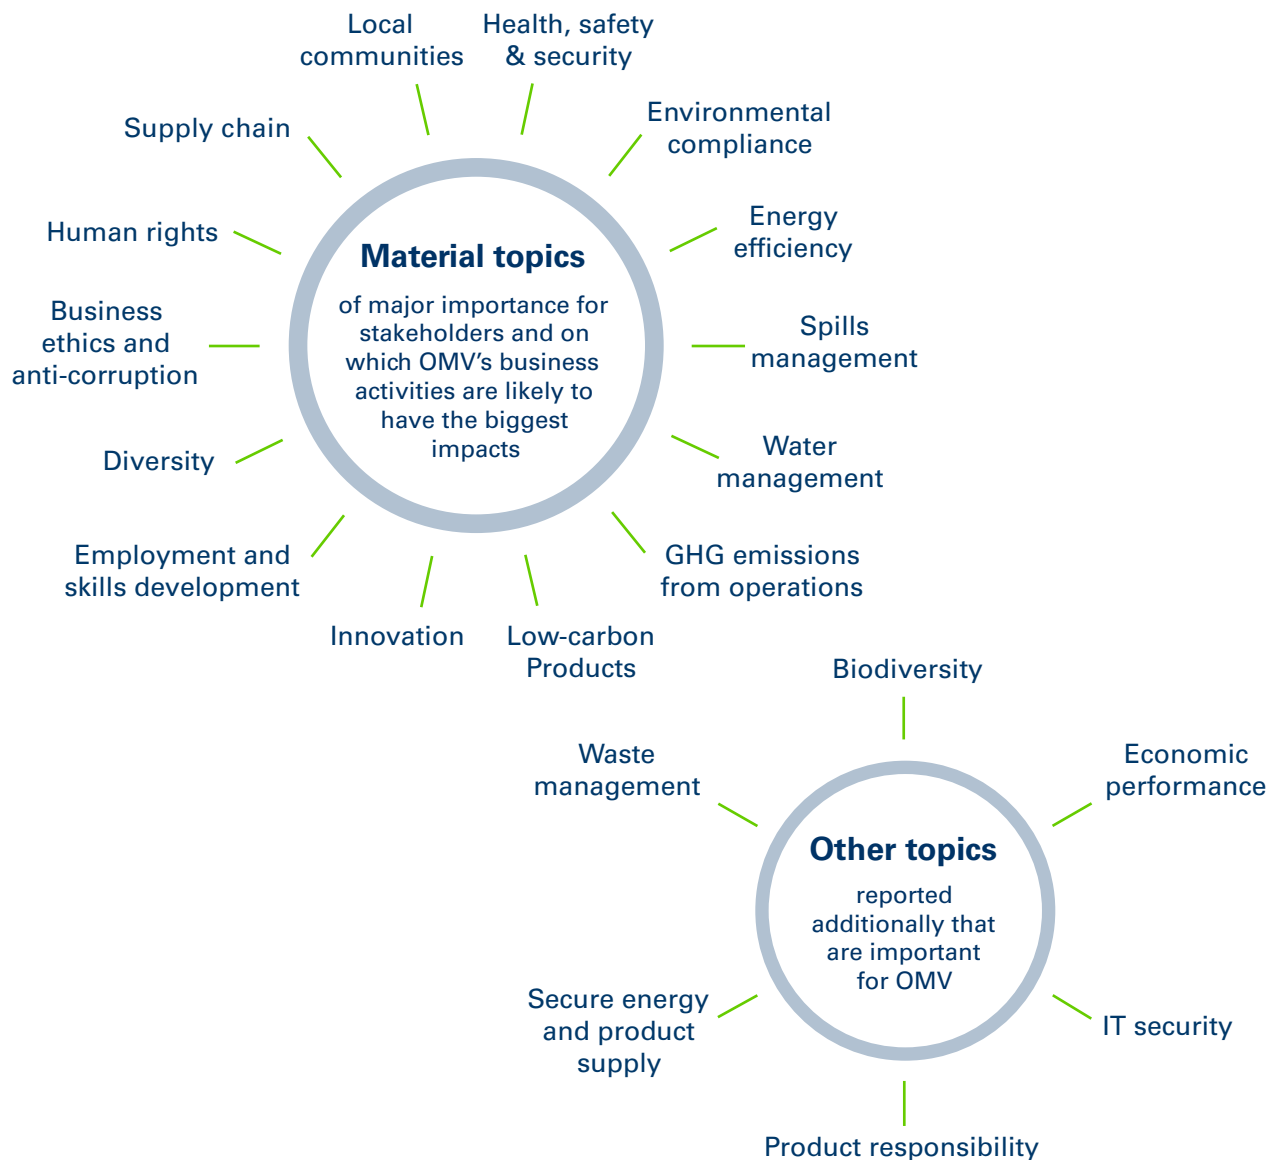 Local
communities
Health, safety
& security
Environmental
compliance
Supply chain
Energy
efficiency
Human rights
Material topics
of major importance for
stakeholders and on
which OMV’s business
activities are likely to
have the biggest
impacts
Business
ethics and
anti-corruption
Spills
management
Diversity
Water
management
Employment and
skills development
GHG emissions
from operations
Innovation
Low-carbon
Products
Biodiversity
Waste
management
Economic
performance
Other topics
reported
additionally that
are important
for OMV
Secure energy
and product
supply
IT security
Product responsibility